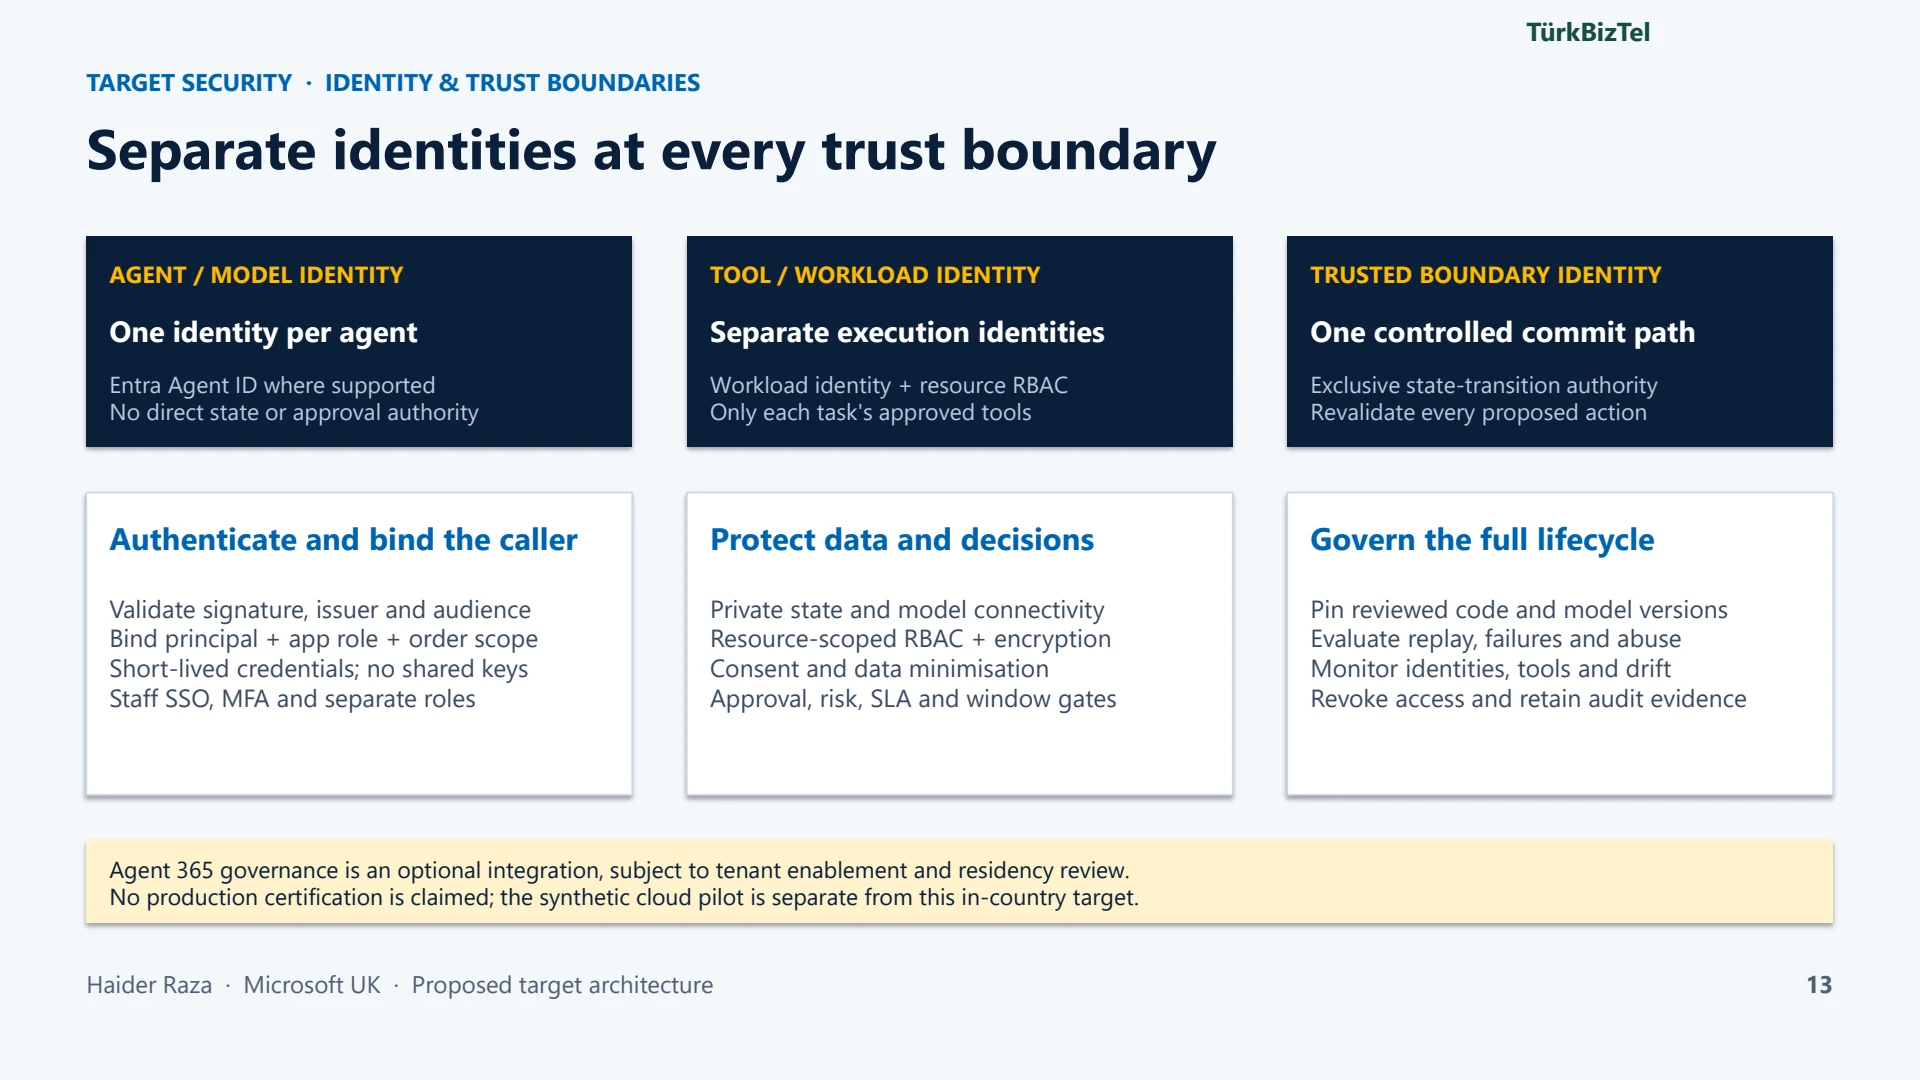 TürkBizTel
TARGET SECURITY · IDENTITY & TRUST BOUNDARIES
Separate identities at every trust boundary
AGENT / MODEL IDENTITY
One identity per agent
Entra Agent ID where supported
No direct state or approval authority
TOOL / WORKLOAD IDENTITY
Separate execution identities
Workload identity + resource RBAC
Only each task's approved tools
TRUSTED BOUNDARY IDENTITY
One controlled commit path
Exclusive state-transition authority
Revalidate every proposed action
Authenticate and bind the caller
Validate signature, issuer and audience
Bind principal + app role + order scope
Short-lived credentials; no shared keys
Staff SSO, MFA and separate roles
Protect data and decisions
Private state and model connectivity
Resource-scoped RBAC + encryption
Consent and data minimisation
Approval, risk, SLA and window gates
Govern the full lifecycle
Pin reviewed code and model versions
Evaluate replay, failures and abuse
Monitor identities, tools and drift
Revoke access and retain audit evidence
Agent 365 governance is an optional integration, subject to tenant enablement and residency review.
No production certification is claimed; the synthetic cloud pilot is separate from this in-country target.
Haider Raza · Microsoft UK · Proposed target architecture
13